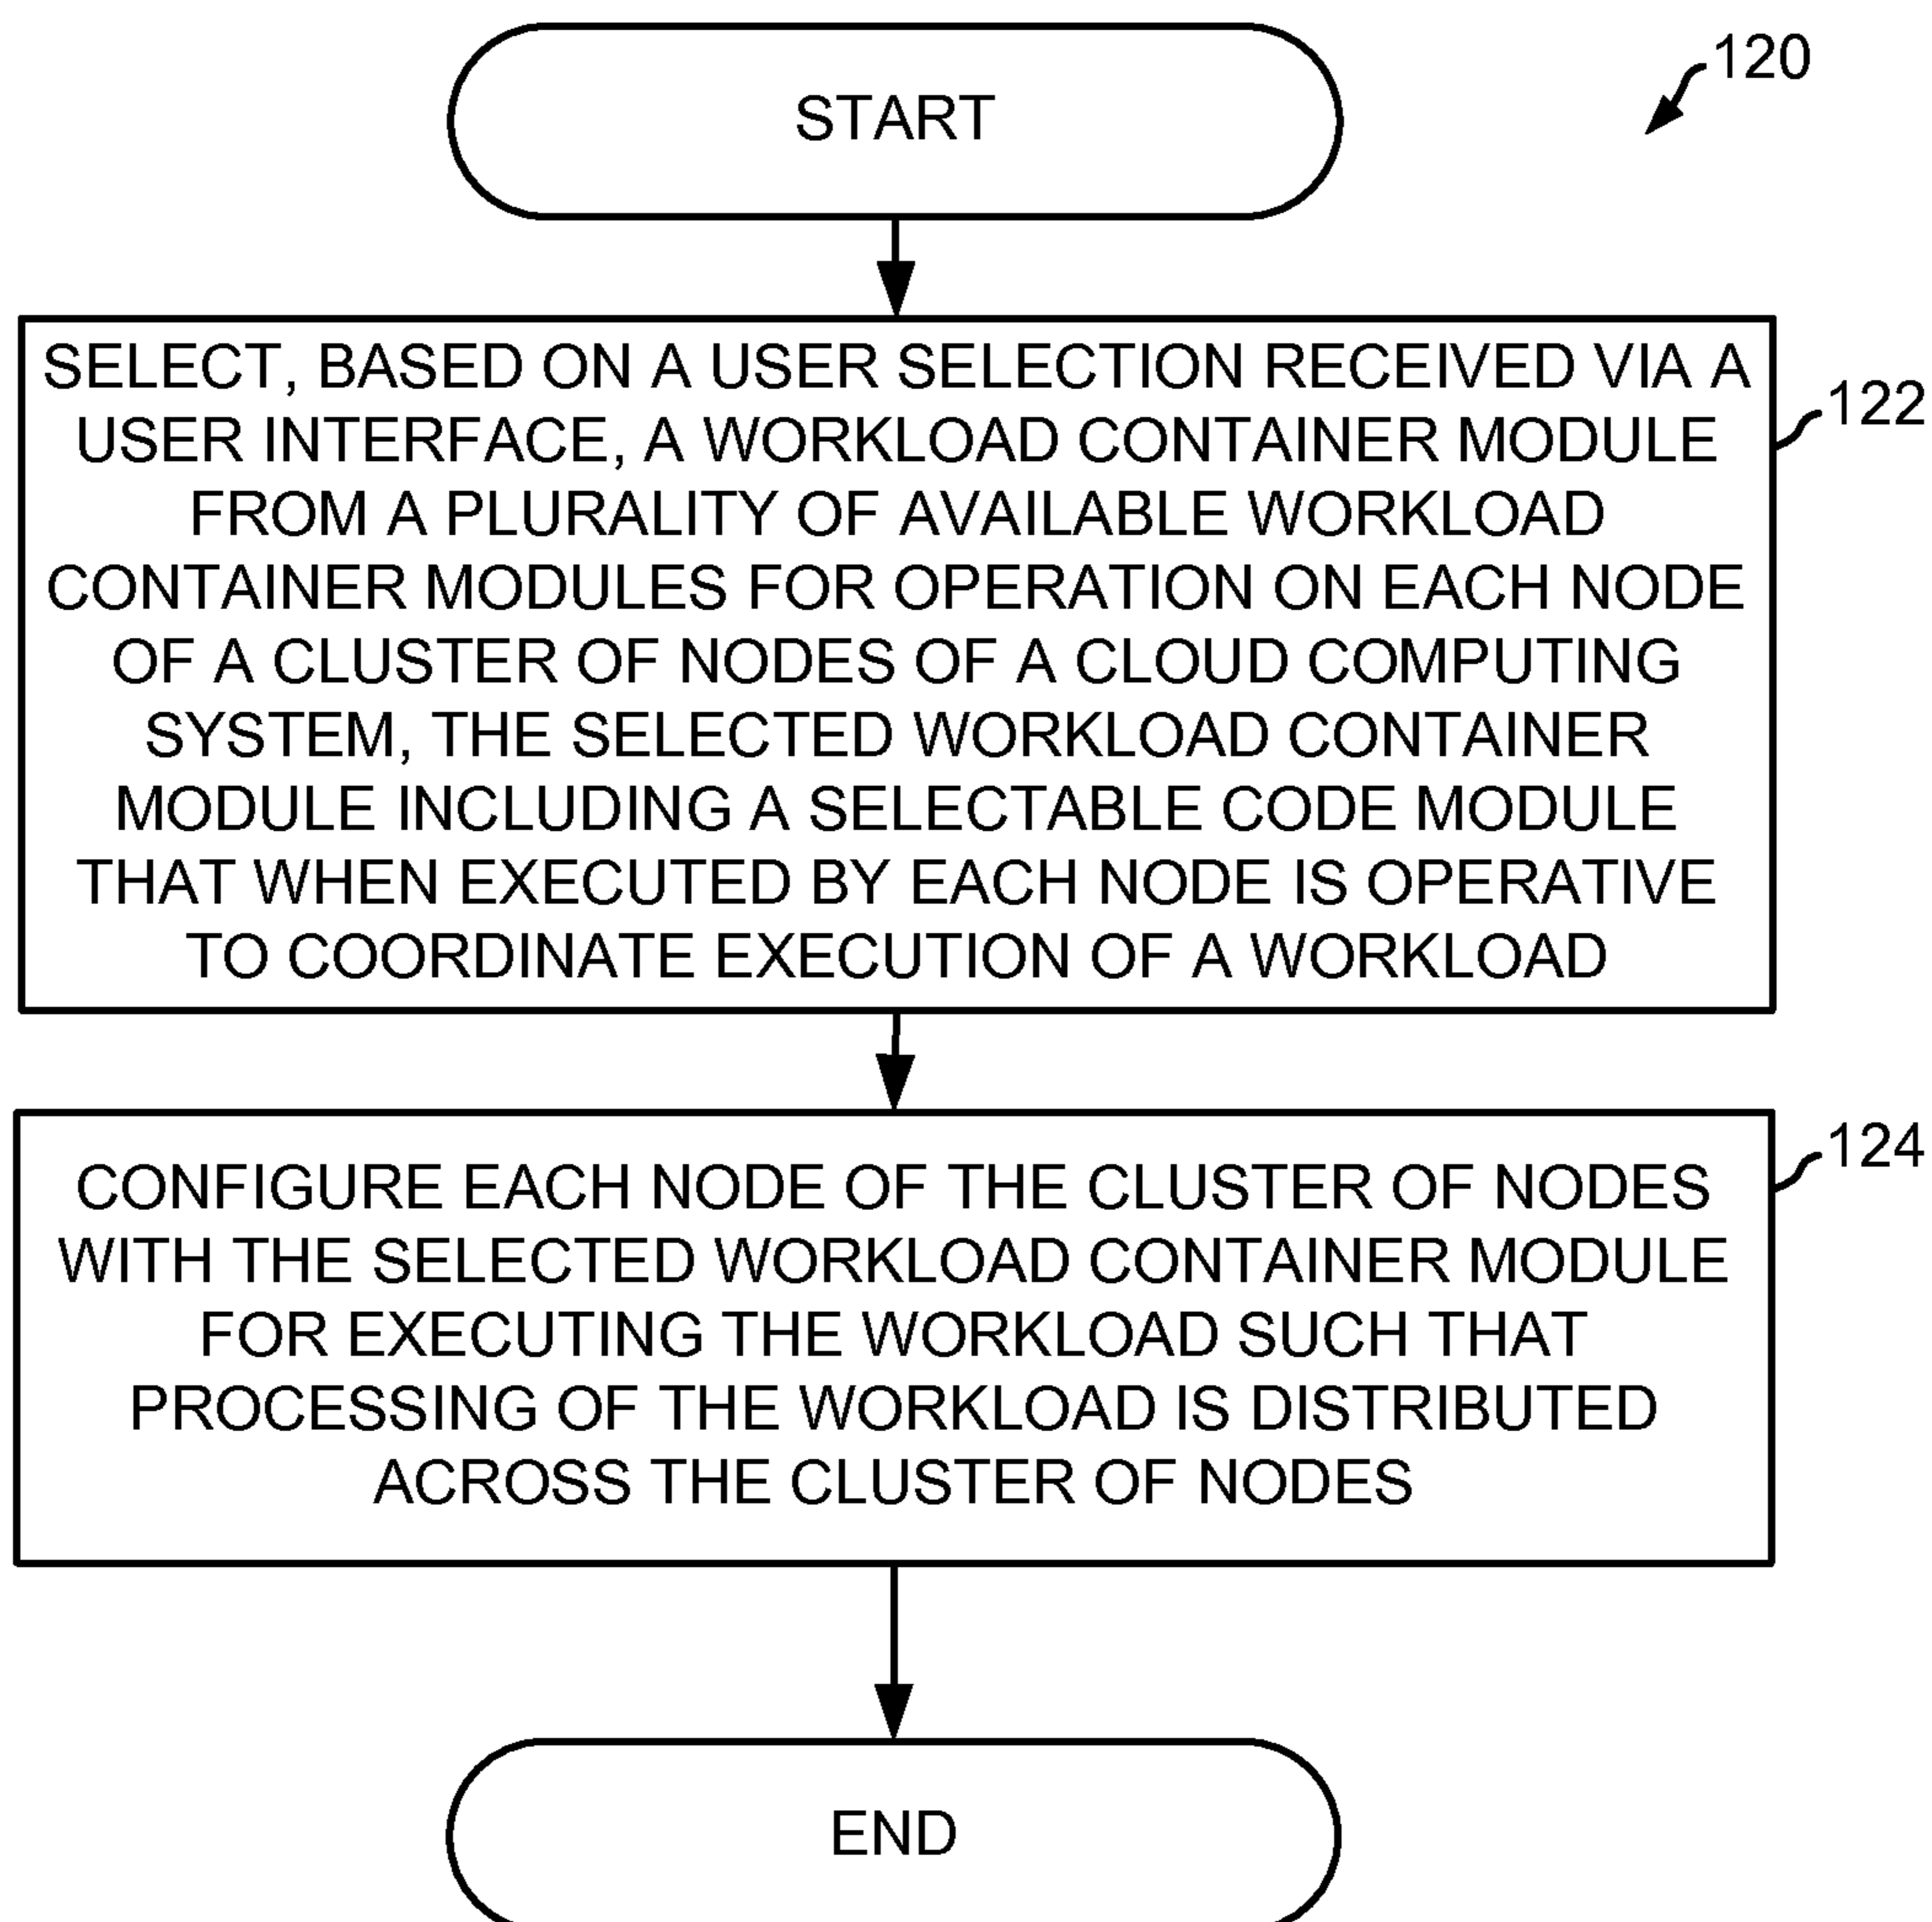 START
120
SELECT, BASED ON A USER SELECTION RECEIVED VIA A
USER INTERFACE, A WORKLOAD CONTAINER MODULE
FROM A PLURALITY OF AVAILABLE WORKLOAD
CONTAINER MODULES FOR OPERATION ON EACH NODE
OF A CLUSTER OF NODES OF A CLOUD COMPUTING
SYSTEM, THE SELECTED WORKLOAD CONTAINER
MODULE INCLUDING A SELECTABLE CODE MODULE
THAT WHEN EXECUTED BY EACH NODE IS OPERATIVE
TO COORDINATE EXECUTION OF A WORKLOAD
122
CONFIGURE EACH NODE OF THE CLUSTER OF NODES
WITH THE SELECTED WORKLOAD CONTAINER MODULE
FOR EXECUTING THE WORKLOAD SUCH THAT
PROCESSING OF THE WORKLOAD IS DISTRIBUTED
ACROSS THE CLUSTER OF NODES
124
END